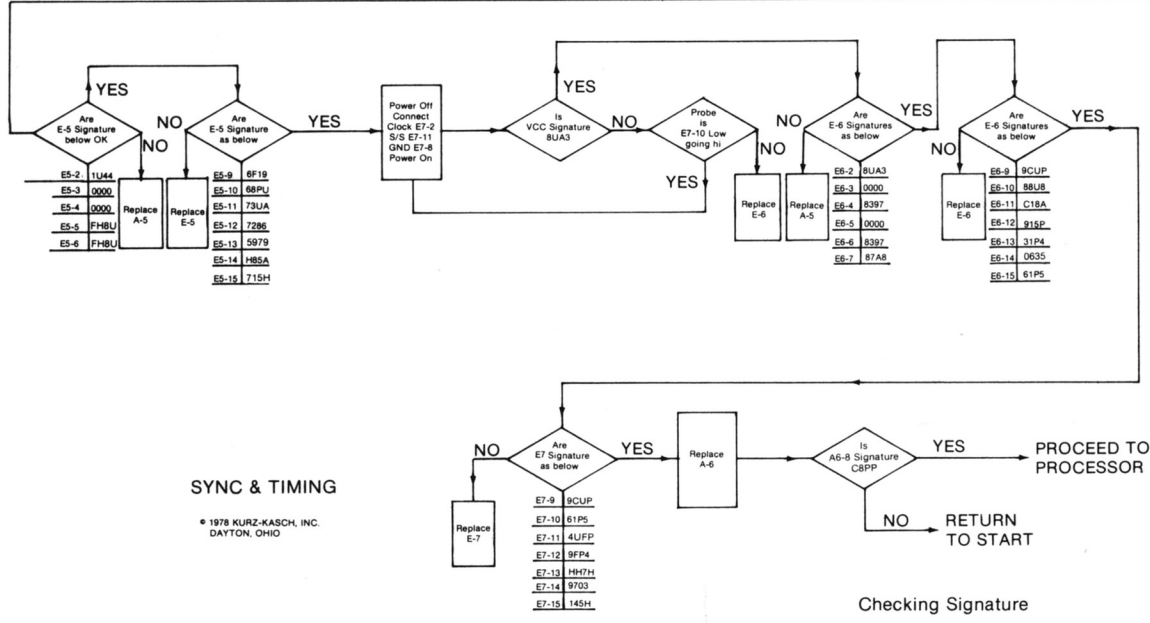 YES
Are
E-5 Signature
below OK
NO
E5-2 1U44
E5-3 0000
E5-4 0000
E5-5 FH8U
E5-6 FH8U
Replace
A-5
NO
Replace
E-5
Are
E-5 Signature
as below
YES
E5-9 6F19
E5-10 68PU
E5-11 73UA
E5-12 7286
E5-13 5979
E5-14 H85A
E5-15 715H
Power Off
Connect
Clock E7-2
S/S E7-11
GND E7-8
Power On
YES
Is
VCC Signature
8UA3
NO
Probe
is
E7-10 Low
going hi
NO
YES
Replace
E-6
NO
Replace
A-5
Are
E-6 Signatures
as below
YES
E6-2 8UA3
E6-3 0000
E6-4 8397
E6-5 0000
E6-6 8397
E6-7 87A8
NO
Replace
E-6
Are
E-6 Signatures
as below
YES
E6-9 9CUP
E6-10 88U8
E6-11 C18A
E6-12 915P
E6-13 31P4
E6-14 0635
E6-15 61P5
NO
Replace
E-7
Are
E7 Signature
as below
YES
E7-9 9CUP
E7-10 61P5
E7-11 4UFP
E7-12 9FP4
E7-13 HH7H
E7-14 9703
E7-15 145H
Replace
A-6
Is
A6-8 Signature
C8PP
YES
PROCEED TO
PROCESSOR
NO
RETURN
TO START
SYNC & TIMING
© 1978 KURZ-KASCH, INC.
DAYTON, OHIO
Checking Signature